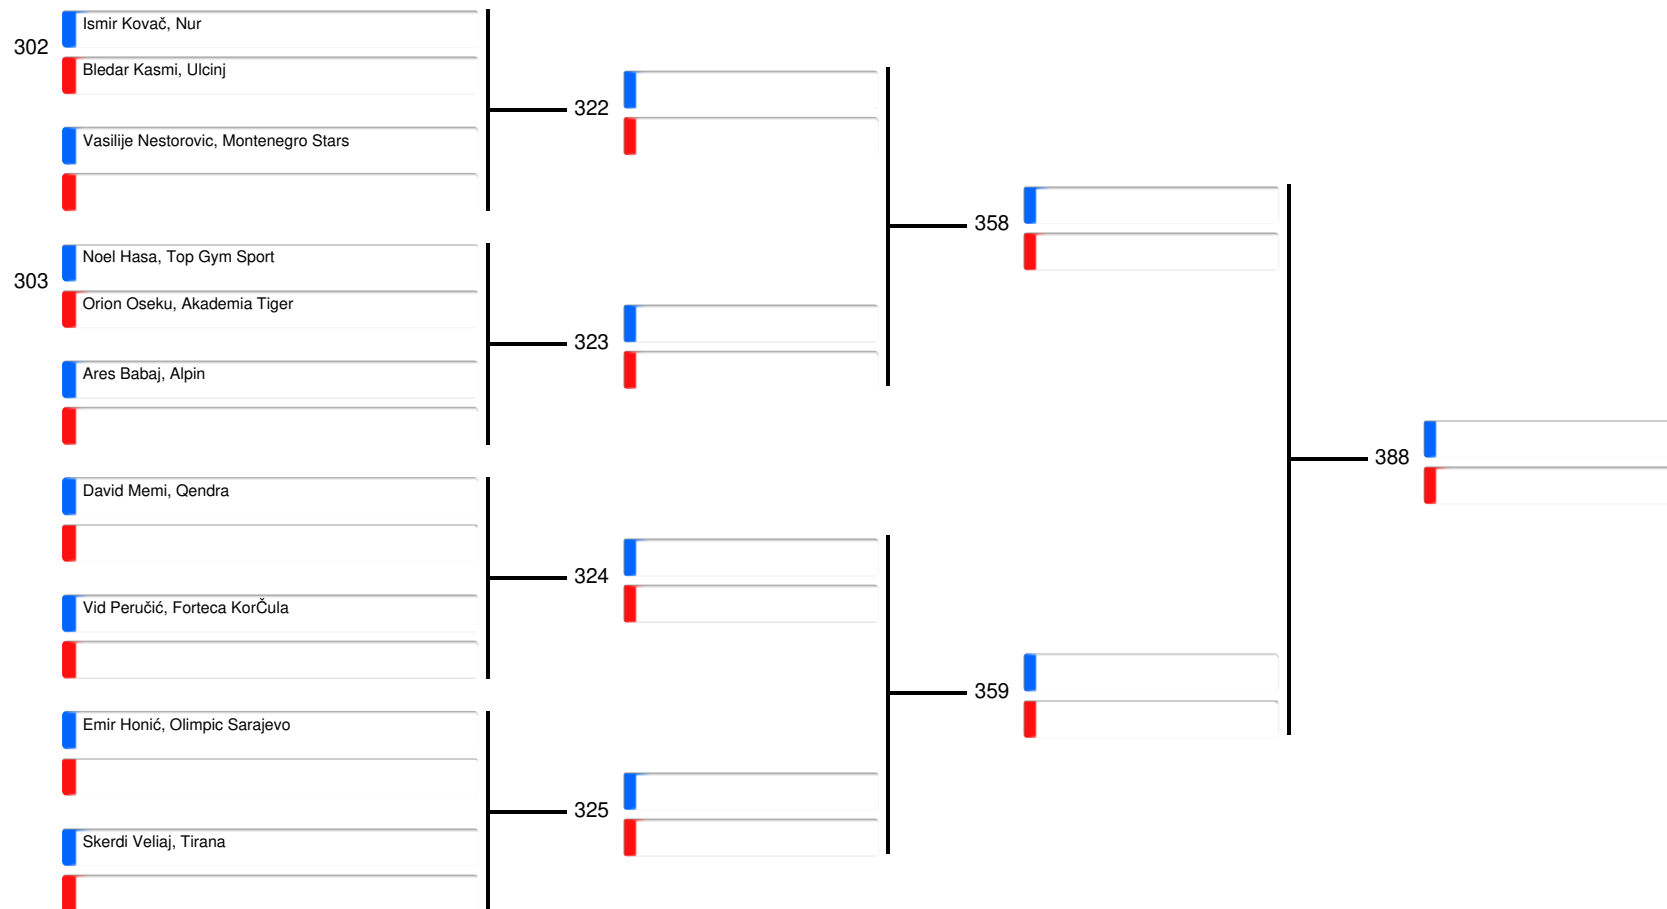 302
Ismir Kovač, Nur
Bledar Kasmi, Ulcinj
Vasilije Nestorovic, Montenegro Stars
303
Noel Hasa, Top Gym Sport
Orion Oseku, Akademia Tiger
Ares Babaj, Alpin
David Memi, Qendra
Vid Peručić, Forteca KorČula
Emir Honić, Olimpic Sarajevo
Skerdi Veliaj, Tirana
322
323
324
325
358
359
388